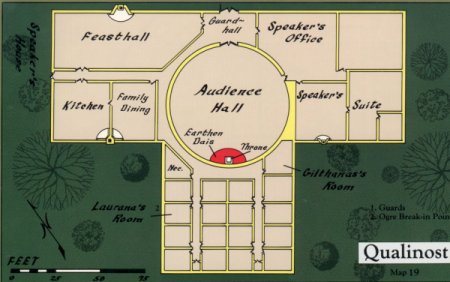 Speaker's House
Feasthall
Guard-
hall
Speaker's
Office
Kitchen
Family
Dining
Audience
Hall
Speaker's
Suite
Earthen
Dais
Throne
Nec.
Gilthanas's
Room
Laurana's
Room
2
1. Guards
2. Ogre Break-in Poin
FEET
0 25 50 75
Qualinost
Map 19